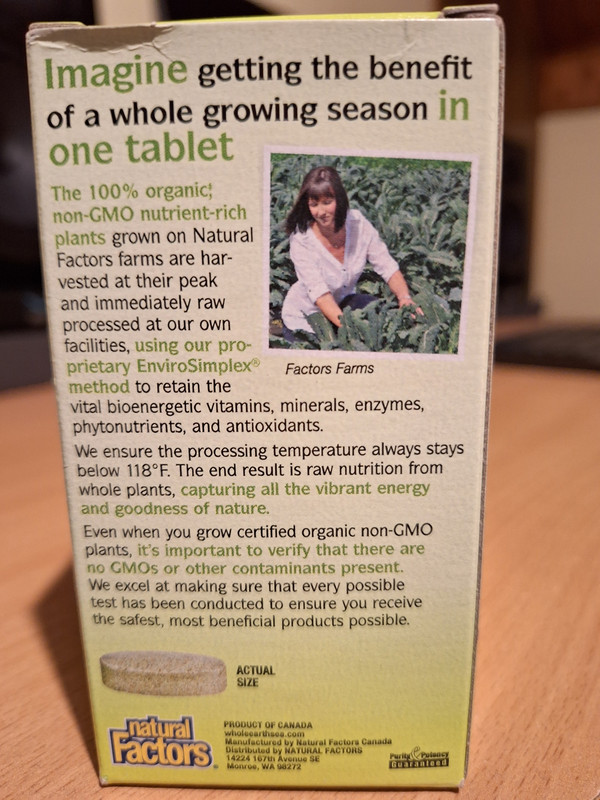 Imagine getting the benefit
of a whole growing season in
one tablet
The 100% organic‡
non-GMO nutrient-rich
plants grown on Natural
Factors farms are har-
vested at their peak
and immediately raw
processed at our own
facilities, using our pro-
prietary EnviroSimplex®
method to retain the
vital bioenergetic vitamins, minerals, enzymes,
phytonutrients, and antioxidants.
Factors Farms
We ensure the processing temperature always stays
below 118°F. The end result is raw nutrition from
whole plants, capturing all the vibrant energy
and goodness of nature.
Even when you grow certified organic non-GMO
plants, it's important to verify that there are
no GMOs or other contaminants present.
We excel at making sure that every possible
test has been conducted to ensure you receive
the safest, most beneficial products possible.
ACTUAL
SIZE
natural
Factors®
PRODUCT OF CANADA
wholeearthsea.com
Manufactured by Natural Factors Canada
Distributed by NATURAL FACTORS
14224 167th Avenue SE
Monroe, WA 98272
Purity & Potency
Guaranteed